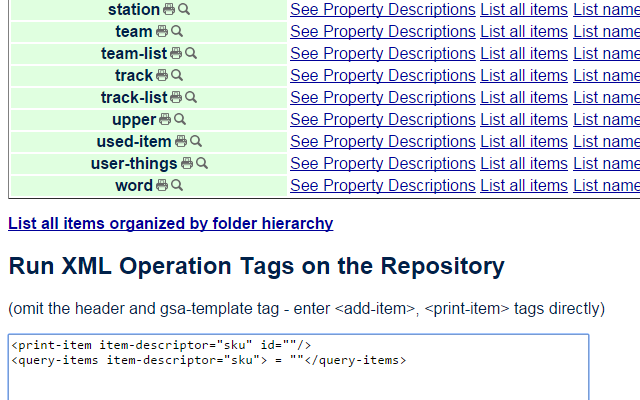 station See Property Descriptions List all items List name
team See Property Descriptions List all items List name
team-list See Property Descriptions List all items List name
track See Property Descriptions List all items List name
track-list See Property Descriptions List all items List name
upper See Property Descriptions List all items List name
used-item See Property Descriptions List all items List name
user-things See Property Descriptions List all items List name
word See Property Descriptions List all items List name
List all items organized by folder hierarchy
Run XML Operation Tags on the Repository
(omit the header and gsa-template tag - enter <add-item>, <print-item> tags directly)
<print-item item-descriptor="sku" id=""/>
<query-items item-descriptor="sku"> = ""</query-items>